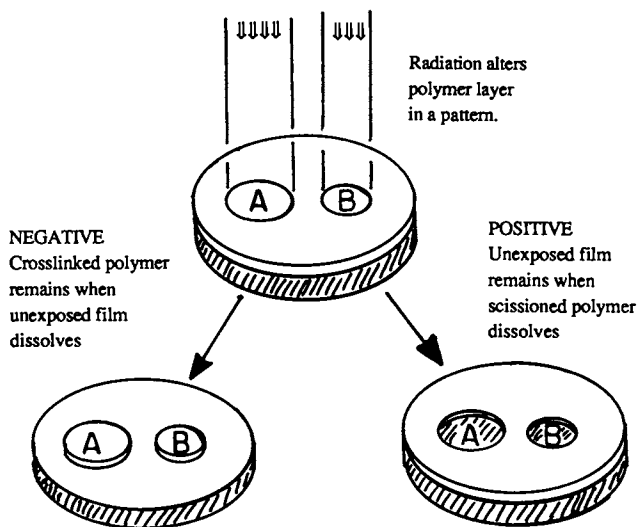 Radiation alters
polymer layer
in a pattern.
A
B
NEGATIVE
Crosslinked polymer
remains when
unexposed film
dissolves
POSITIVE
Unexposed film
remains when
scissioned polymer
dissolves
A
B
A
B